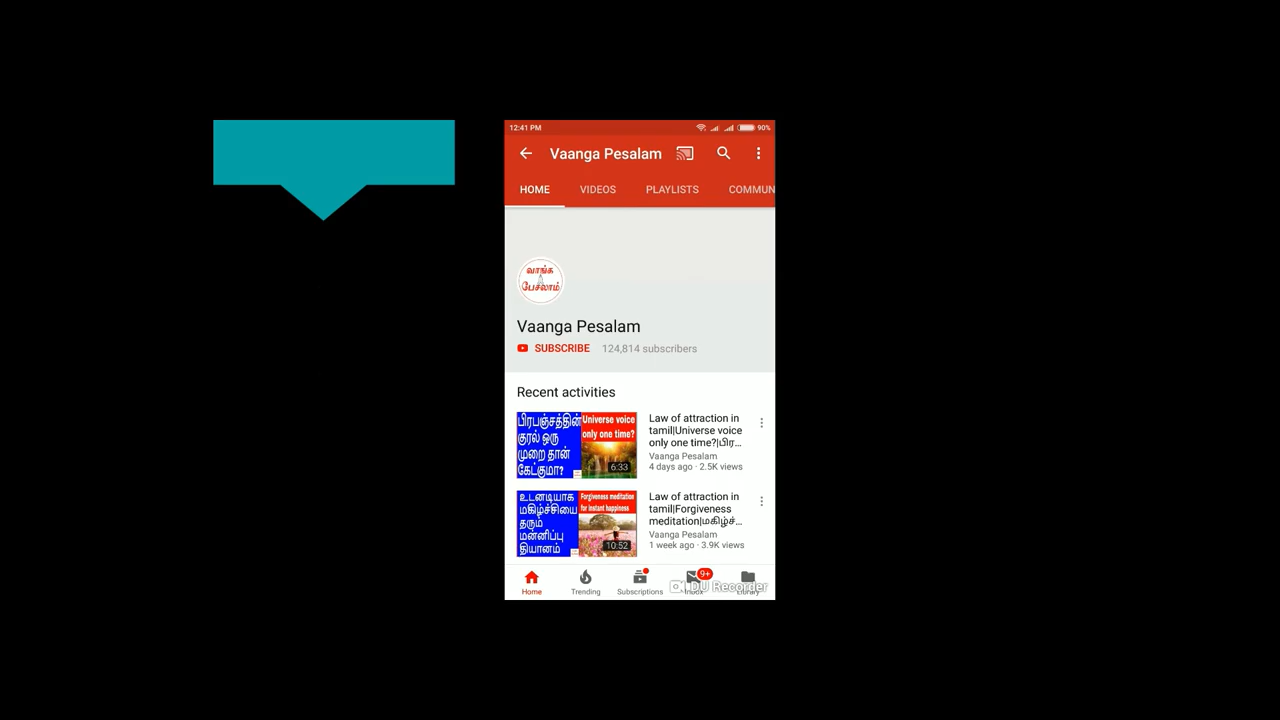 12:41 PM 90%
Vaanga Pesalam
HOME VIDEOS PLAYLISTS COMMUN
வாங்க
பேசலாம்
Vaanga Pesalam
SUBSCRIBE 124,814 subscribers
Recent activities
பிரபஞ்சத்தின்
குரல் ஒரு
முறை தான்
கேட்குமா?
Universe voice
only one time?
6:33
Law of attraction in
tamil|Universe voice
only one time?|பிர...
Vaanga Pesalam
4 days ago · 2.5K views
உடனடியாக
மகிழ்ச்சியை
தரும்
மன்னிப்பு
தியானம்
Forgiveness meditation
for instant happiness
10:52
Law of attraction in
tamil|Forgiveness
meditation|மகிழ்ச்...
Vaanga Pesalam
1 week ago · 3.9K views
9+
DU Recorder
Home Trending Subscriptions Inbox Library